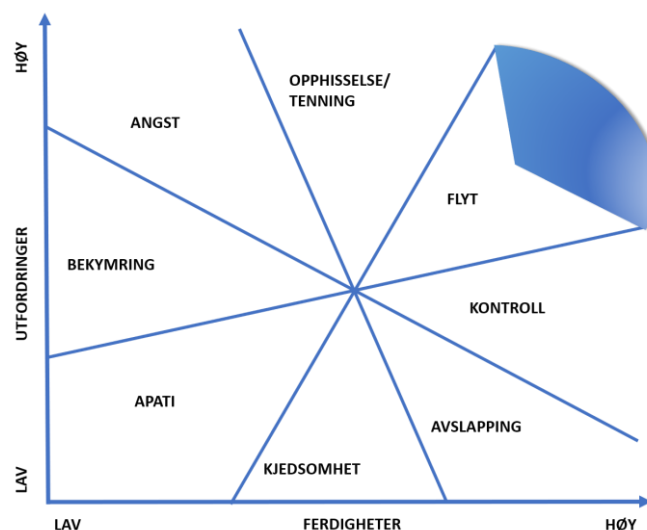 HØY
OPPHISSELSE/
TENNING
ANGST
FLYT
UTFORDRINGER
BEKYMRING
KONTROLL
APATI
AVSLAPPING
KJEDSOMHET
LAV
LAV
FERDIGHETER
HØY